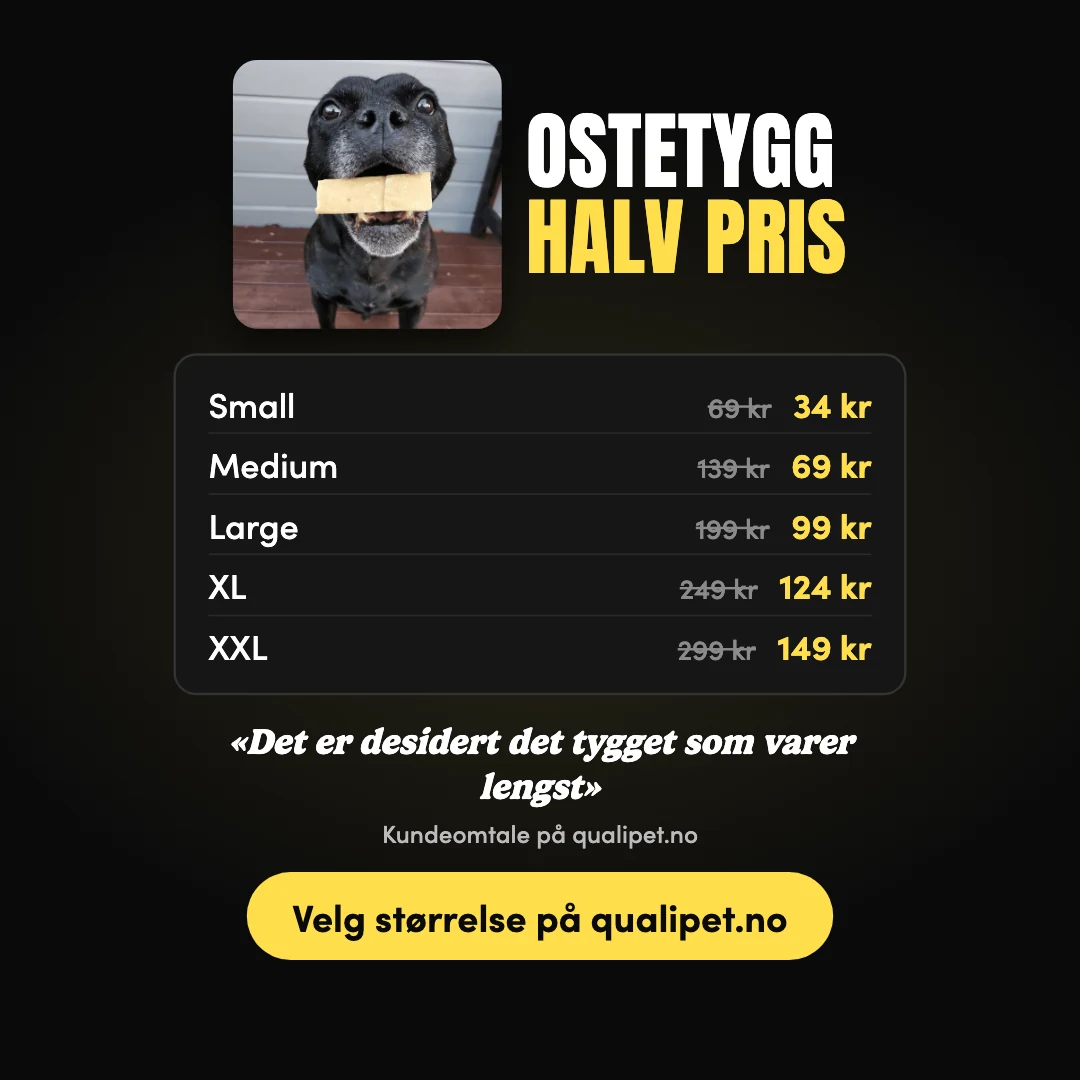 OSTETYGG
HALV PRIS
Small 69 kr 34 kr
Medium 139 kr 69 kr
Large 199 kr 99 kr
XL 249 kr 124 kr
XXL 299 kr 149 kr
«Det er desidert det tygget som varer
lengst»
Kundeomtale på qualipet.no
Velg størrelse på qualipet.no